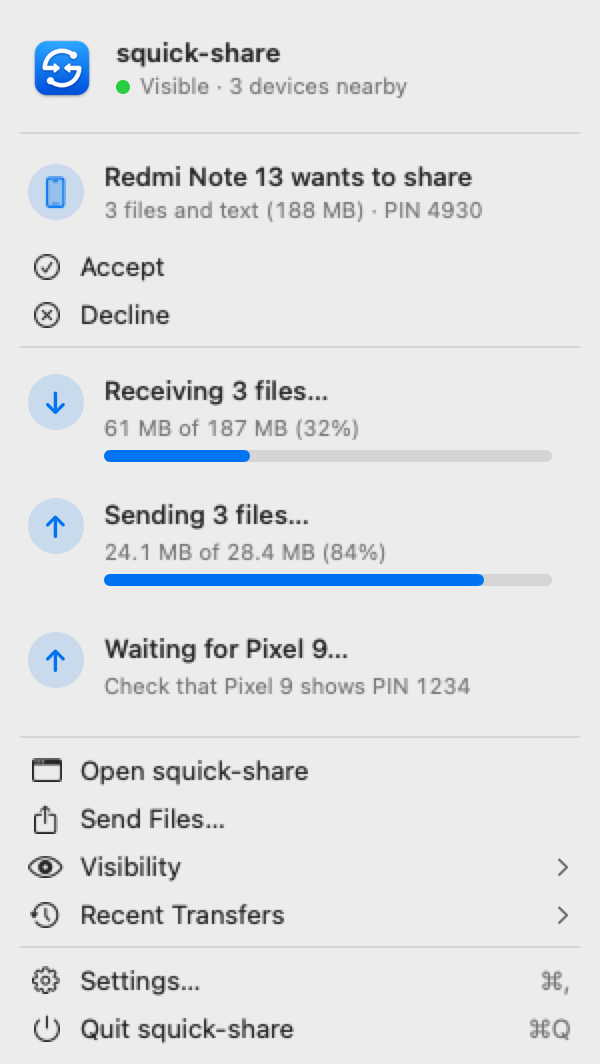 squick-share
Visible · 3 devices nearby
Redmi Note 13 wants to share
3 files and text (188 MB) · PIN 4930
Accept
Decline
Receiving 3 files...
61 MB of 187 MB (32%)
Sending 3 files...
24.1 MB of 28.4 MB (84%)
Waiting for Pixel 9...
Check that Pixel 9 shows PIN 1234
Open squick-share
Send Files...
Visibility
Recent Transfers
Settings... ⌘,
Quit squick-share ⌘Q